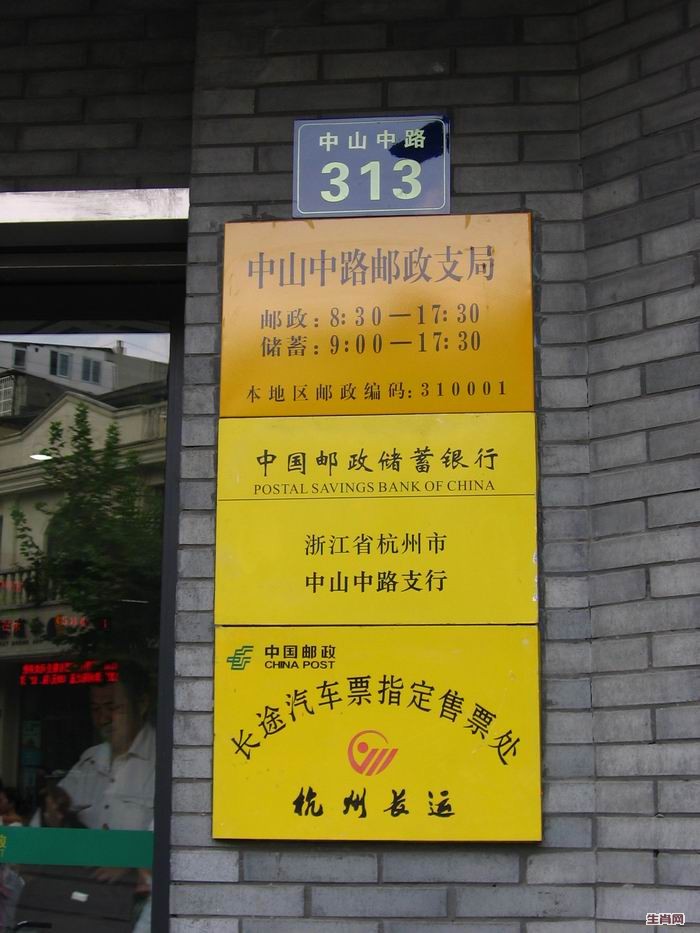 中山中路
313
中山中路邮政支局
邮政：8:30—17:30
储蓄：9:00—17:30
本地区邮政编码：310001
中国邮政储蓄银行
POSTAL SAVINGS BANK OF CHINA
浙江省杭州市
中山中路支行
中国邮政
CHINA POST
长途汽车票指定售票处
杭州长运
生肖网